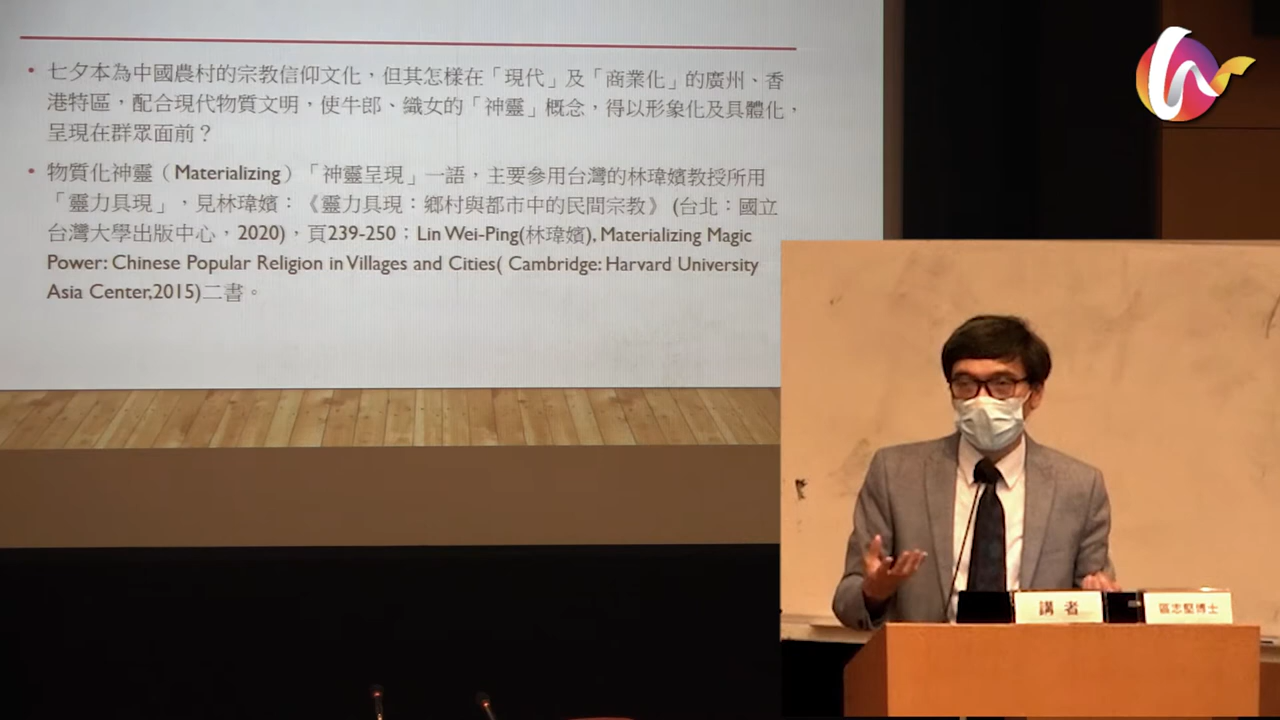 • 七夕本為中國農村的宗教信仰文化，但其怎樣在「現代」及「商業化」的廣州、香
港特區，配合現代物質文明，使牛郎、織女的「神靈」概念，得以形象化及具體化，
呈現在群眾面前？
• 物質化神靈（Materializing）「神靈呈現」一語，主要參用台灣的林瑋嬪教授所用
「靈力具現」，見林瑋嬪：《靈力具現：鄉村與都市中的民間宗教》 (台北：國立
台灣大學出版中心，2020)，頁239-250；Lin Wei-Ping(林瑋嬪), Materializing Magic
Power: Chinese Popular Religion in Villages and Cities( Cambridge: Harvard University
Asia Center,2015)二書。
講者
區志堅博士